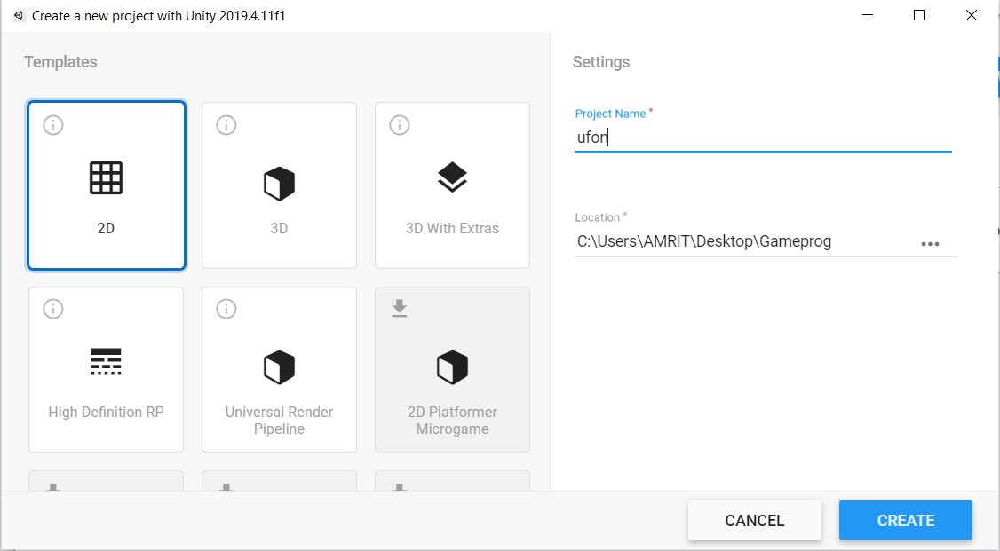 Create a new project with Unity 2019.4.11f1
Templates
2D
3D
3D With Extras
High Definition RP
Universal Render
Pipeline
2D Platformer
Microgame
Settings
Project Name *
ufon
Location *
C:\Users\AMRIT\Desktop\Gameprog
CANCEL
CREATE